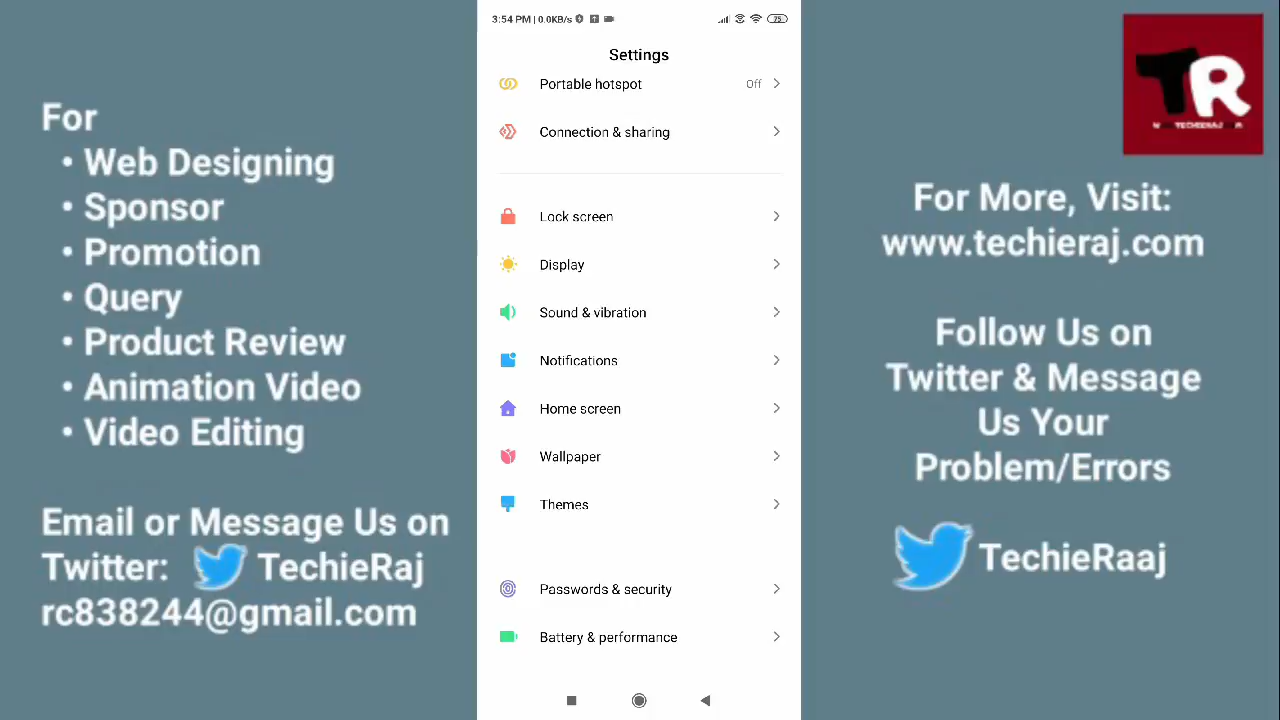 For
• Web Designing
• Sponsor
• Promotion
• Query
• Product Review
• Animation Video
• Video Editing
Email or Message Us on
Twitter: TechieRaj
rc838244@gmail.com
3:54 PM | 0.0KB/s
75
Settings
Portable hotspot Off
Connection & sharing
Lock screen
Display
Sound & vibration
Notifications
Home screen
Wallpaper
Themes
Passwords & security
Battery & performance
TR
For More, Visit:
www.techieraj.com
Follow Us on
Twitter & Message
Us Your
Problem/Errors
TechieRaaj